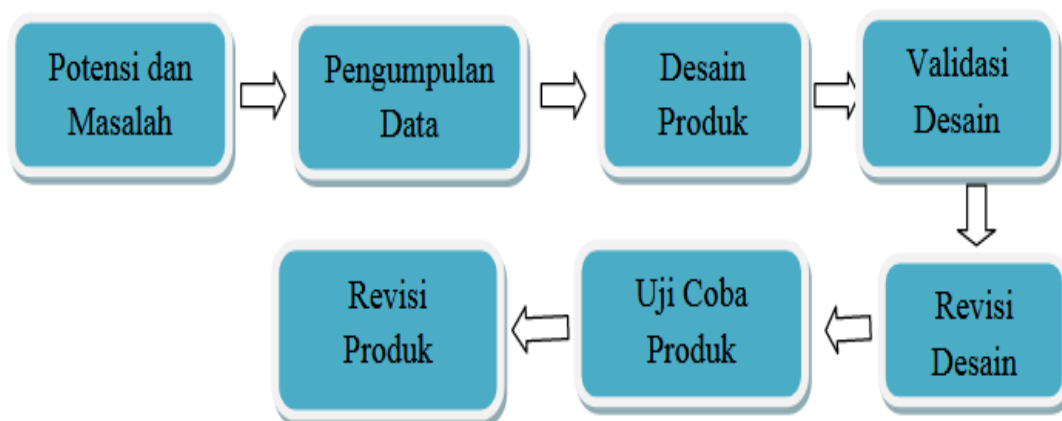 Potensi dan
Masalah
Pengumpulan
Data
Desain
Produk
Validasi
Desain
Revisi
Desain
Uji Coba
Produk
Revisi
Produk